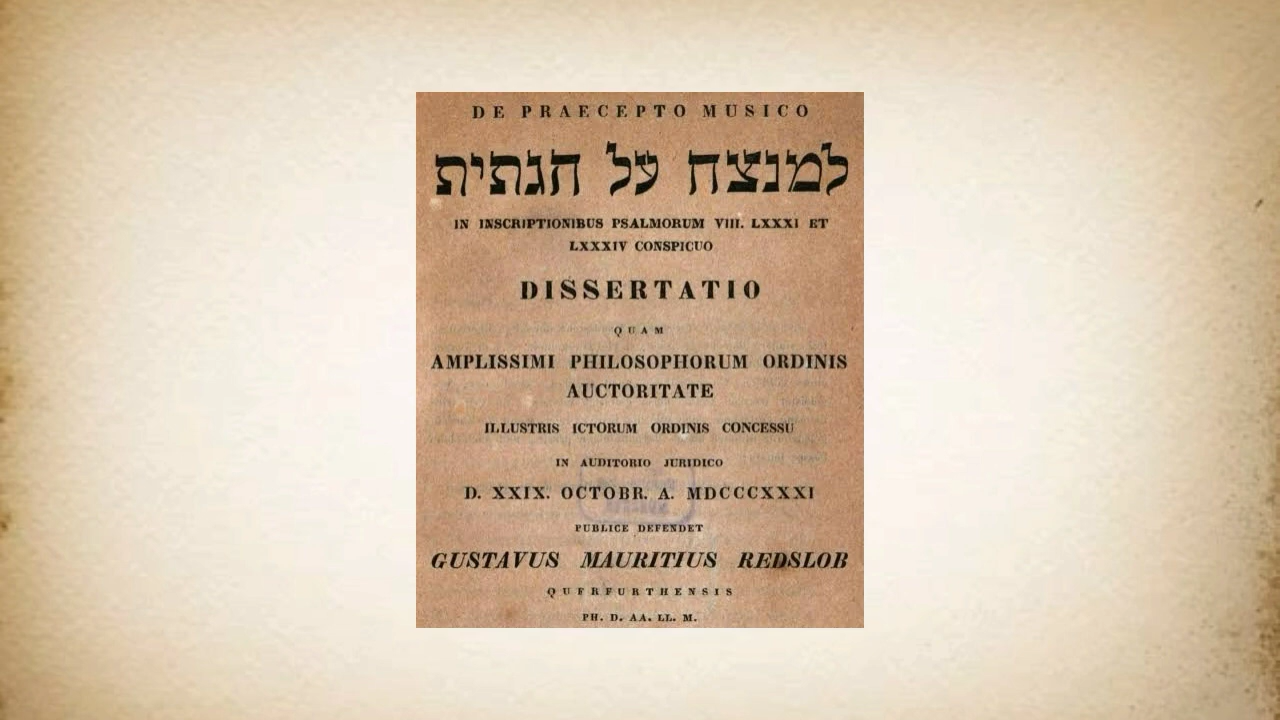 DE PRAECEPTO MUSICO
למנצח על הגתית
IN INSCRIPTIONIBUS PSALMORUM VIII. LXXXI ET
LXXXIV CONSPICUO
DISSERTATIO
QUAM
AMPLISSIMI PHILOSOPHORUM ORDINIS
AUCTORITATE
ILLUSTRIS ICTORUM ORDINIS CONCESSU
IN AUDITORIO JURIDICO
D. XXIX. OCTOBR. A. MDCCCXXXI
PUBLICE DEFENDET
GUSTAVUS MAURITIUS REDSLOB
QUERFURTHENSIS
PH. D. AA. LL. M.